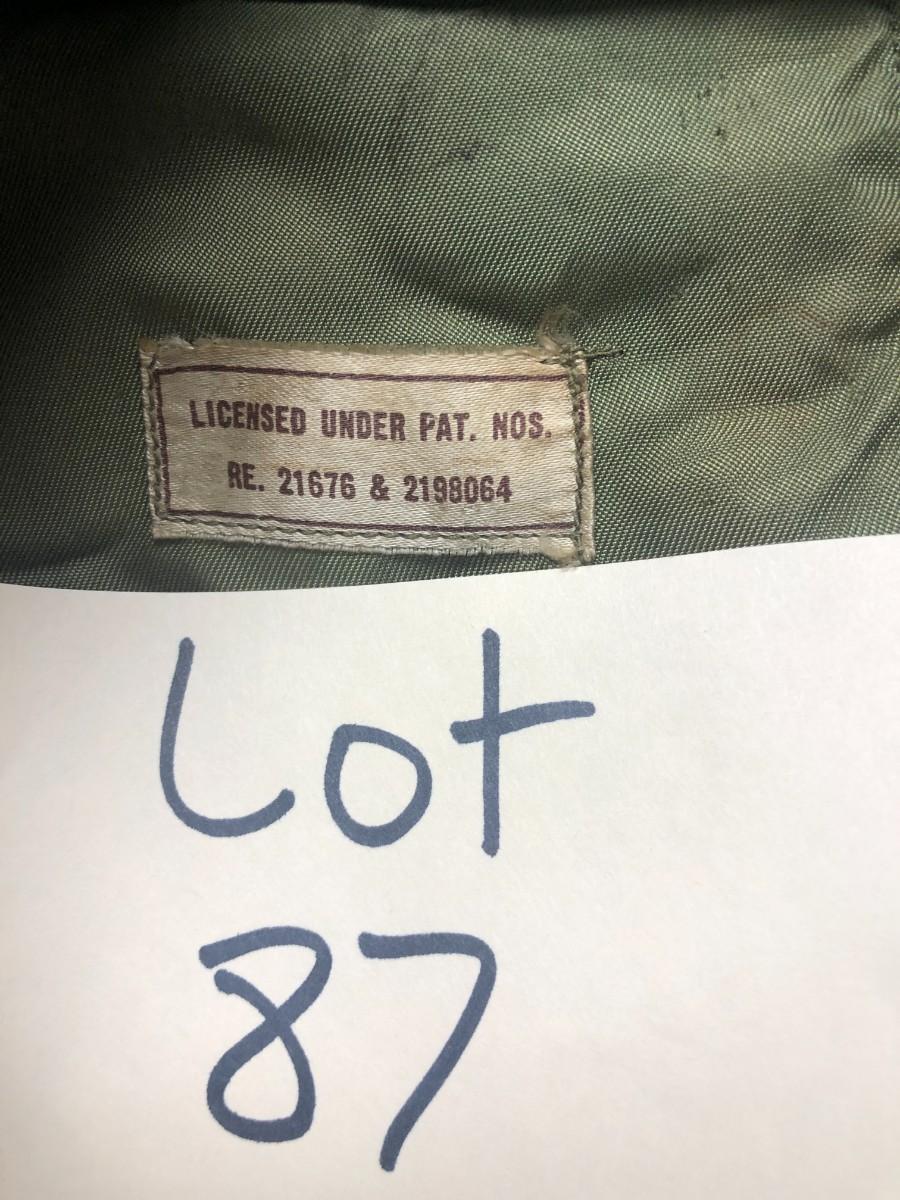 LICENSED UNDER PAT. NOS.
RE. 21676 & 2198064
Lot
87